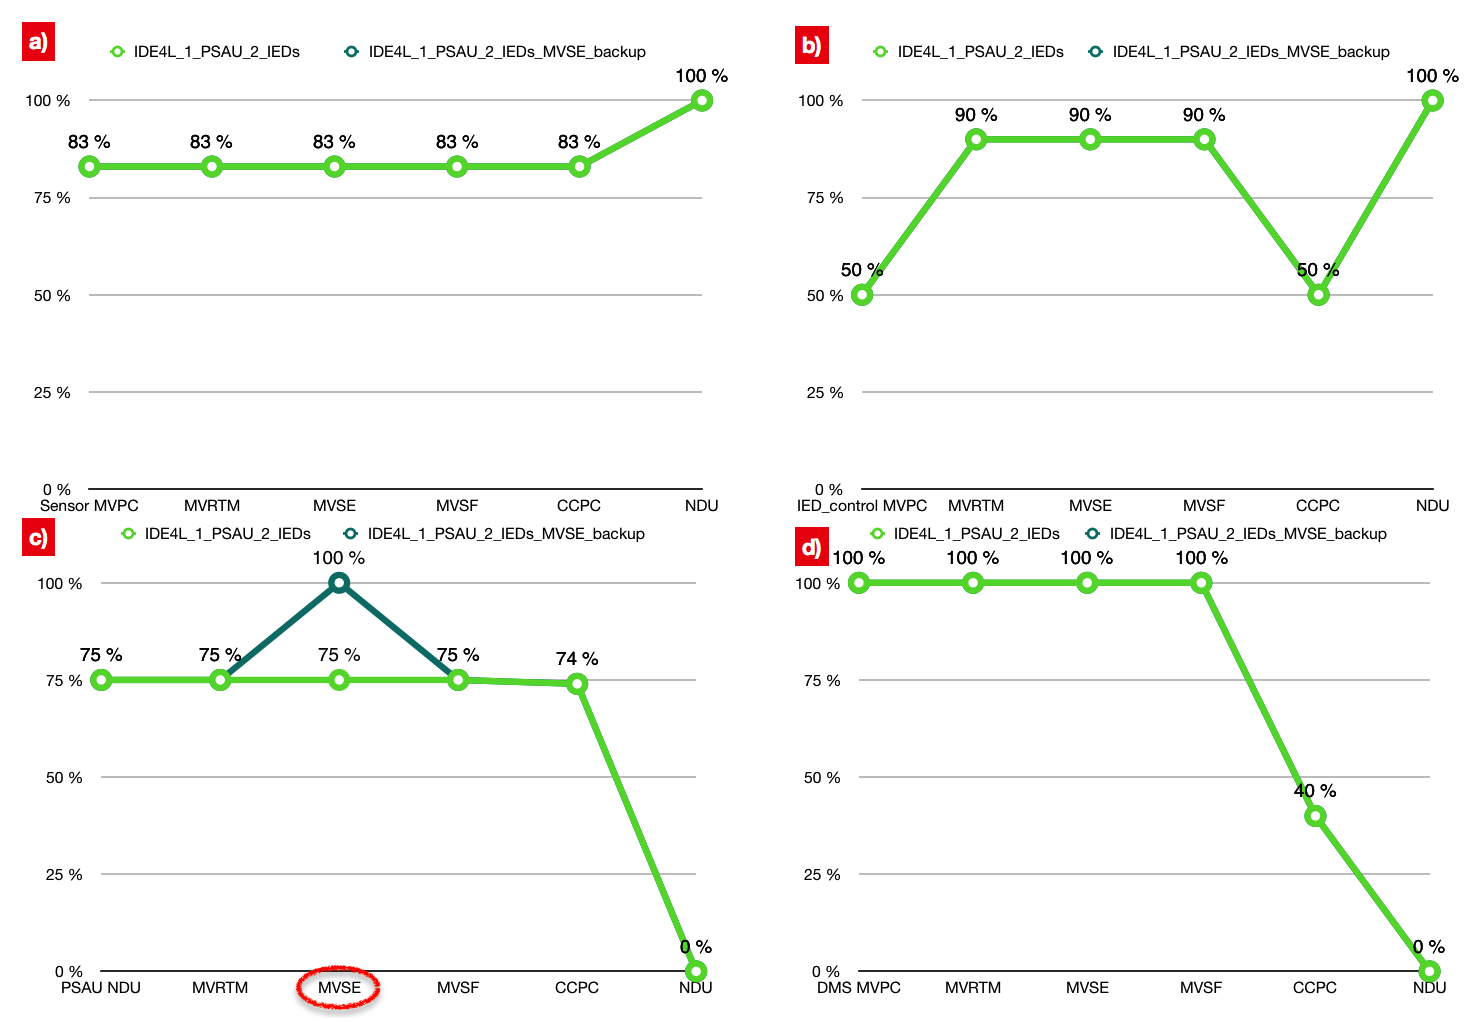 a)
IDE4L_1_PSAU_2_IEDs IDE4L_1_PSAU_2_IEDs_MVSE_backup
100 %
100 %
83 % 83 % 83 % 83 % 83 %
75 %
50 %
25 %
0 %
Sensor MVPC MVRTM MVSE MVSF CCPC NDU
b)
IDE4L_1_PSAU_2_IEDs IDE4L_1_PSAU_2_IEDs_MVSE_backup
100 %
100 %
90 % 90 % 90 %
75 %
50 % 50 %
50 %
25 %
0 %
IED_control MVPC MVRTM MVSE MVSF CCPC NDU
c)
IDE4L_1_PSAU_2_IEDs IDE4L_1_PSAU_2_IEDs_MVSE_backup
100 %
100 %
75 % 75 % 75 % 75 % 74 %
75 %
50 %
25 %
0 %
0 %
PSAU NDU MVRTM MVSE MVSF CCPC NDU
d)
IDE4L_1_PSAU_2_IEDs IDE4L_1_PSAU_2_IEDs_MVSE_backup
100 % 100 % 100 % 100 %
100 %
75 %
50 %
40 %
25 %
0 %
0 %
DMS MVPC MVRTM MVSE MVSF CCPC NDU